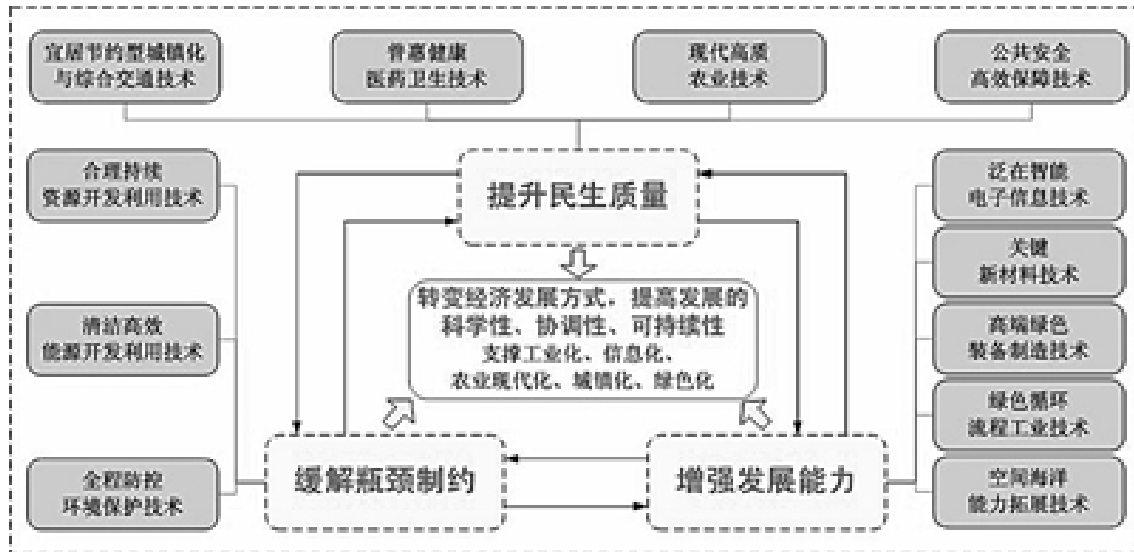 宜居节约型城镇化
与综合交通技术
普惠健康
医药卫生技术
现代高质
农业技术
公共安全
高效保障技术
合理持续
资源开发利用技术
清洁高效
能源开发利用技术
全程防控
环境保护技术
提升民生质量
转变经济发展方式，提高发展的
科学性、协调性、可持续性
支撑工业化、信息化、
农业现代化、城镇化、绿色化
缓解瓶颈制约
增强发展能力
泛在智能
电子信息技术
关键
新材料技术
高端绿色
装备制造技术
绿色循环
流程工业技术
空间海洋
能力拓展技术